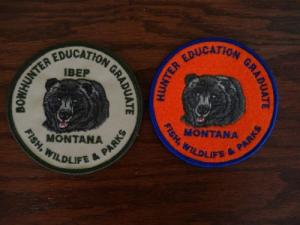 BOWHUNTER EDUCATION GRADUATE
IBEP
MONTANA
FISH, WILDLIFE & PARKS
HUNTER EDUCATION GRADUATE
MONTANA
FISH, WILDLIFE & PARKS